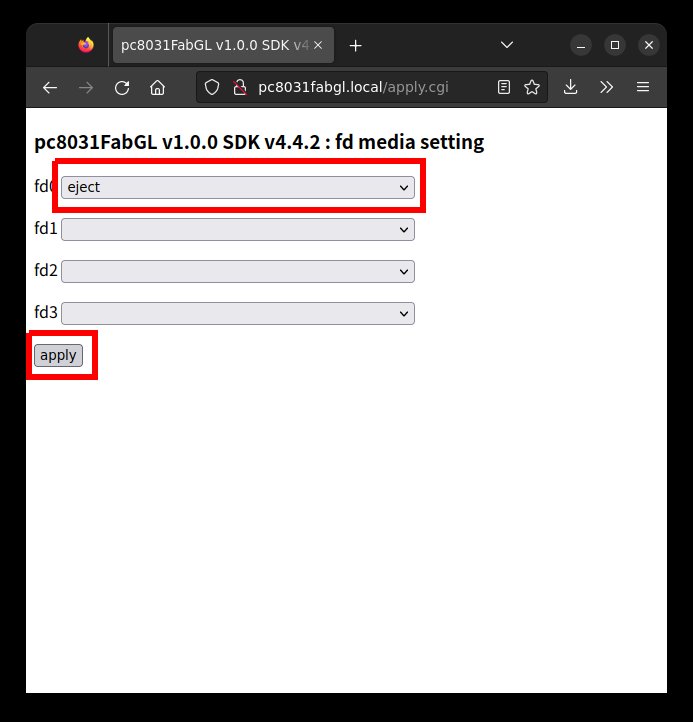 pc8031FabGL v1.0.0 SDK v4
pc8031fabgl.local/apply.cgi
pc8031FabGL v1.0.0 SDK v4.4.2 : fd media setting
fd0 eject
fd1
fd2
fd3
apply